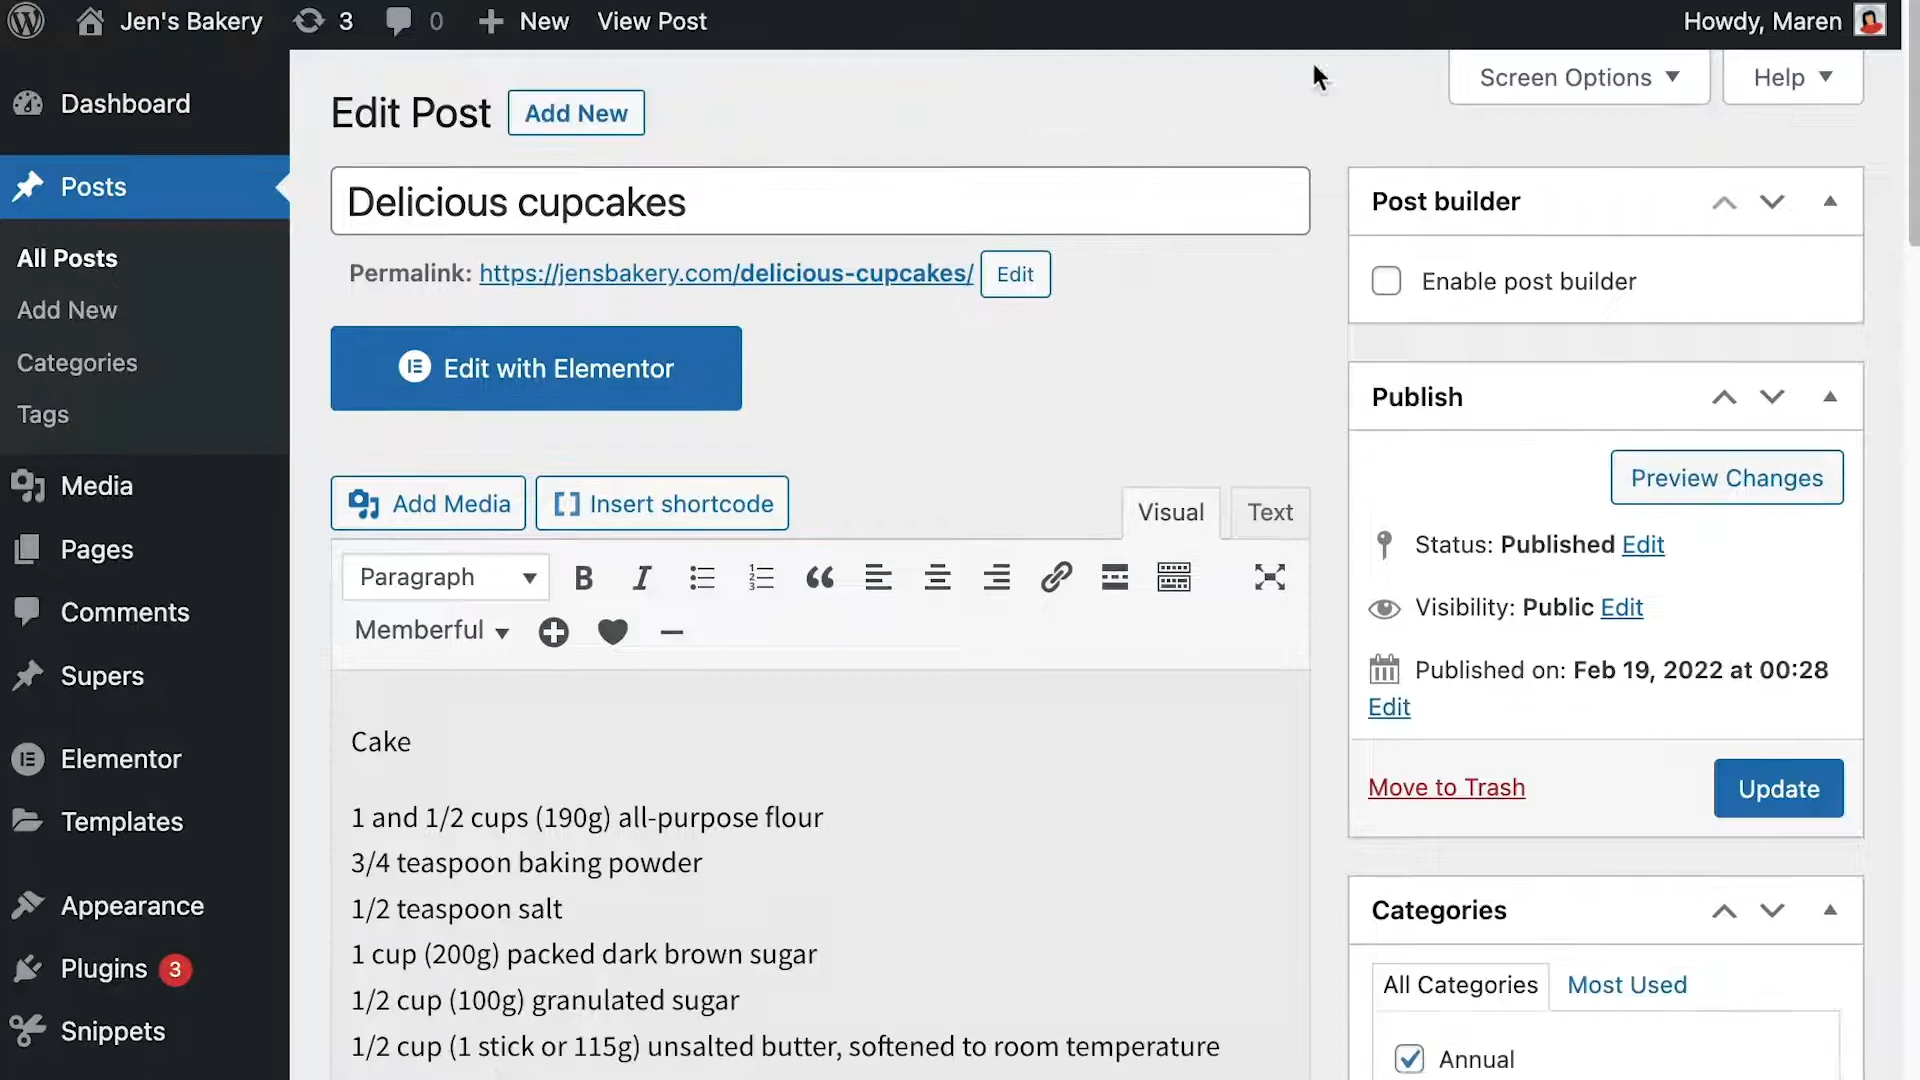 Jen's Bakery 3 0 New View Post Howdy, Maren
Dashboard
Posts
All Posts
Add New
Categories
Tags
Media
Pages
Comments
Supers
Elementor
Templates
Appearance
Plugins 3
Snippets
Screen Options Help
Edit Post Add New
Delicious cupcakes
Permalink: https://jensbakery.com/delicious-cupcakes/ Edit
Edit with Elementor
Add Media Insert shortcode Visual Text
Paragraph
Memberful
Cake
1 and 1/2 cups (190g) all-purpose flour
3/4 teaspoon baking powder
1/2 teaspoon salt
1 cup (200g) packed dark brown sugar
1/2 cup (100g) granulated sugar
1/2 cup (1 stick or 115g) unsalted butter, softened to room temperature
Post builder
Enable post builder
Publish
Preview Changes
Status: Published Edit
Visibility: Public Edit
Published on: Feb 19, 2022 at 00:28
Edit
Move to Trash Update
Categories
All Categories Most Used
Annual